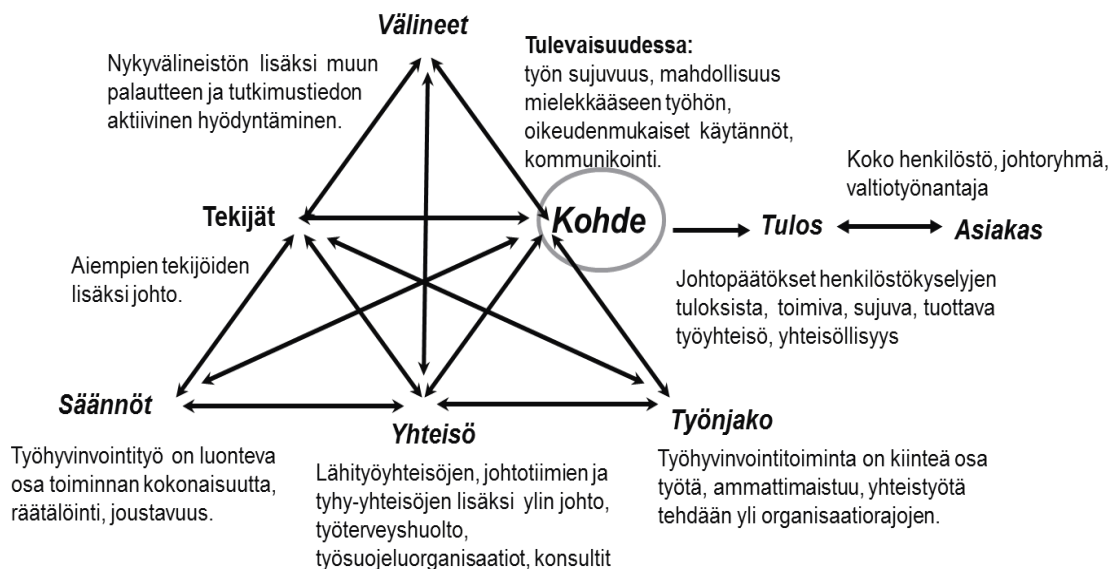 Välineet
Nykyvälineistön lisäksi muun
palautteen ja tutkimustiedon
aktiivinen hyödyntäminen.
Tulevaisuudessa:
työn sujuvuus, mahdollisuus
mielekkääseen työhön,
oikeudenmukaiset käytännöt,
kommunikointi.
Koko henkilöstö, johtoryhmä,
valtiotyönantaja
Tekijät
Kohde
Tulos
Asiakas
Aiempien tekijöiden
lisäksi johto.
Johtopäätökset henkilöstökyselyjen
tuloksista, toimiva, sujuva, tuottava
työyhteisö, yhteisöllisyys
Säännöt
Yhteisö
Työnjako
Työhyvinvointityö on luonteva
osa toiminnan kokonaisuutta,
räätälöinti, joustavuus.
Lähityöyhteisöjen, johtotiimien ja
tyhy-yhteisöjen lisäksi ylin johto,
työterveyshuolto,
työsuojeluorganisaatiot, konsultit
Työhyvinvointitoiminta on kiinteä osa
työtä, ammattimaistuu, yhteistyötä
tehdään yli organisaatiorajojen.